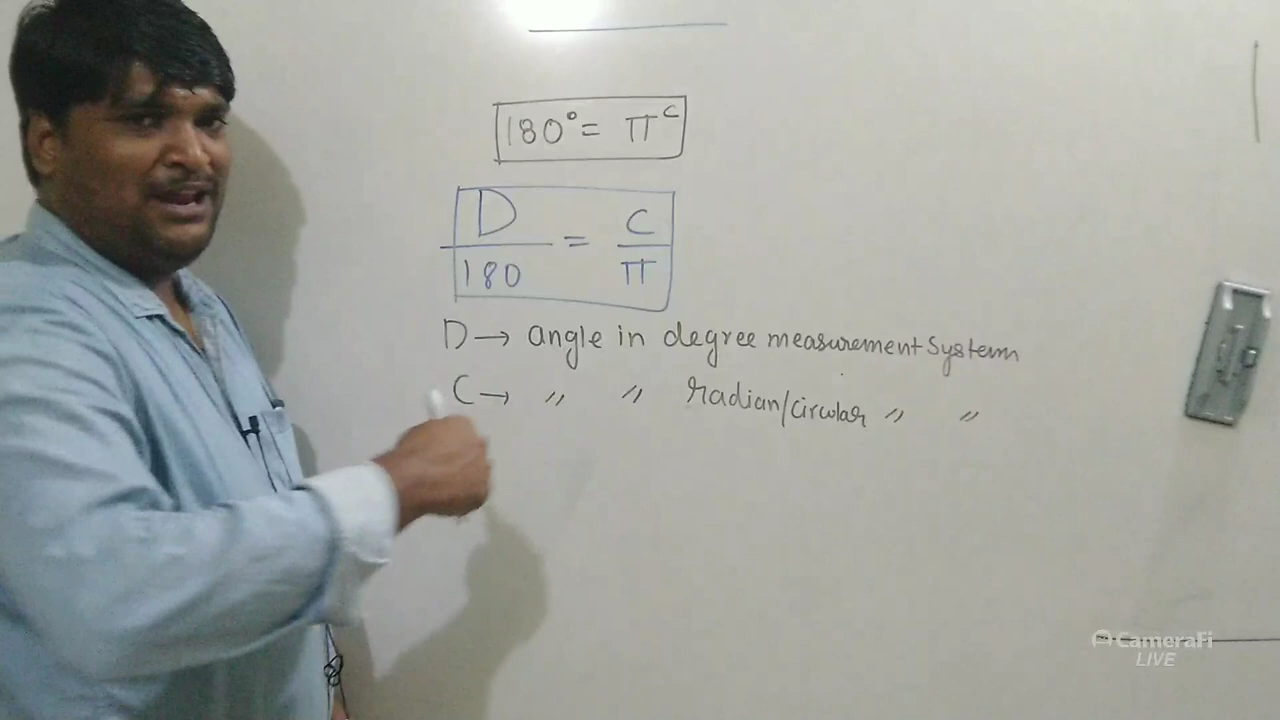 180° = π^c
D/180 = C/π
D → angle in degree measurement System
C → 〃 〃 radian/circular 〃 〃
CameraFi
LIVE